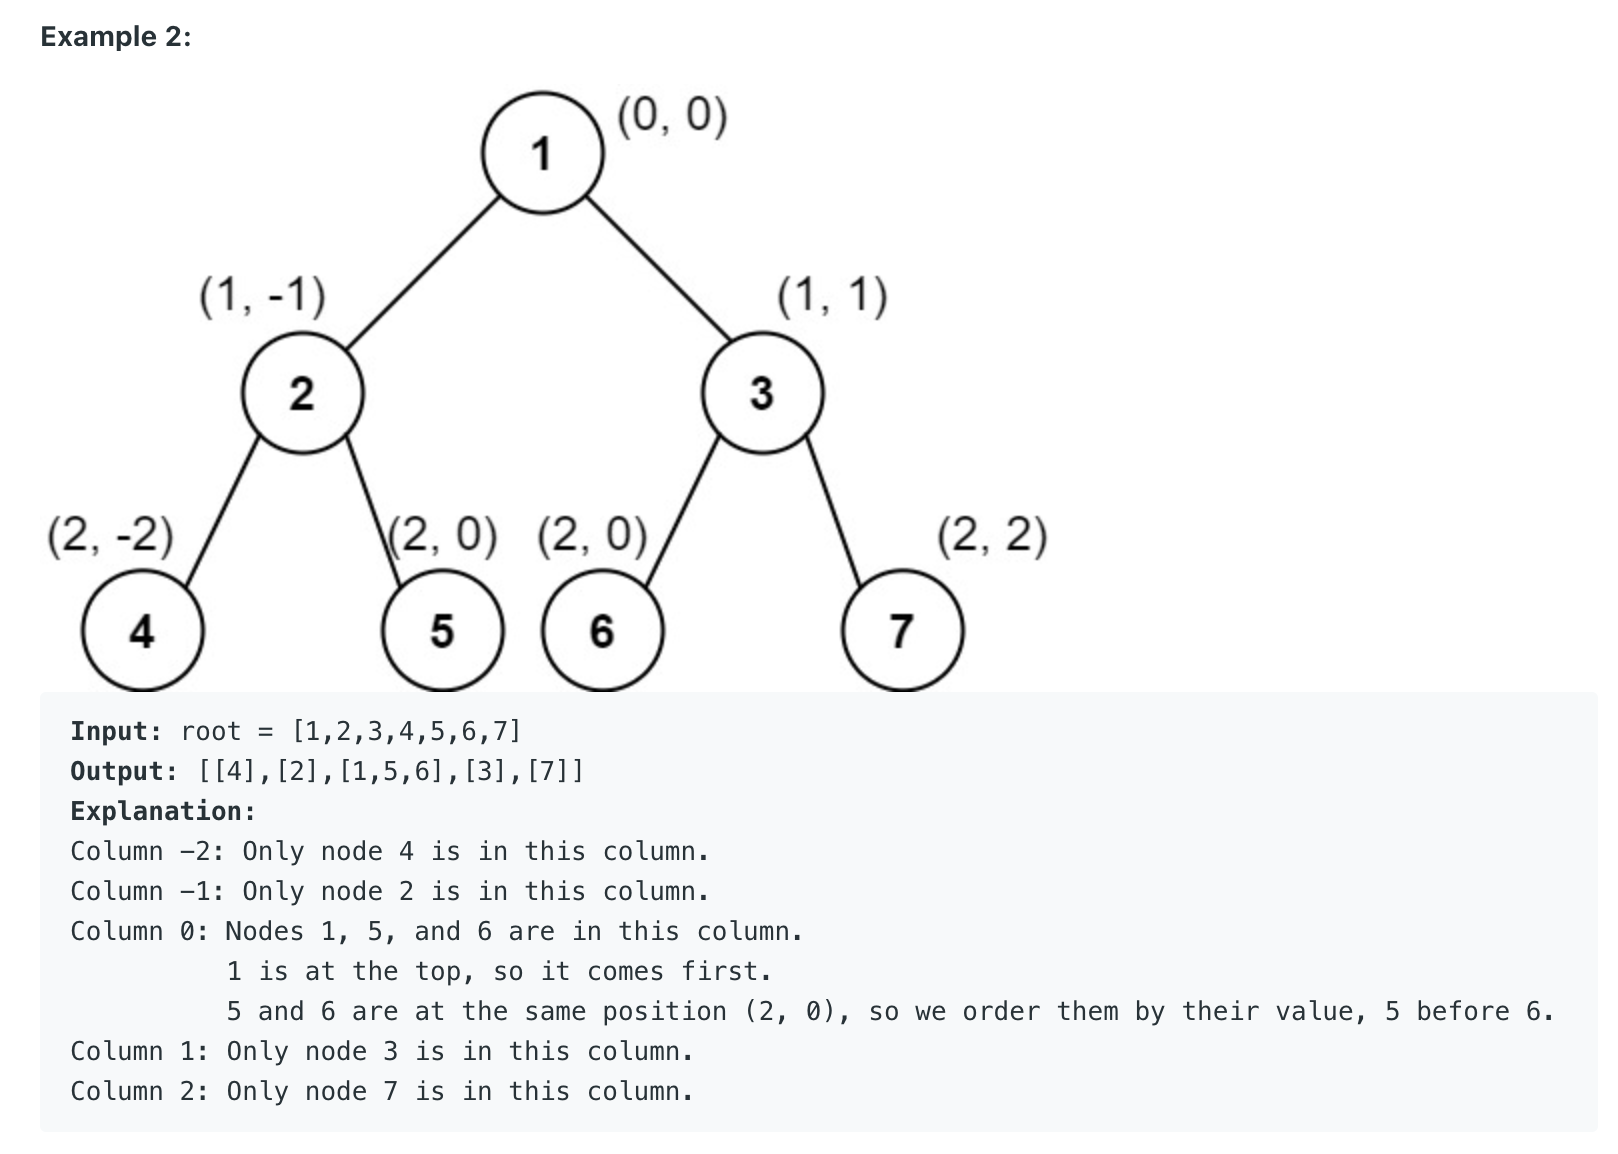 Example 2:
(0, 0)
1
(1, -1)
(1, 1)
2
3
(2, -2)
(2, 0)
(2, 0)
(2, 2)
4
5
6
7
Input: root = [1,2,3,4,5,6,7]
Output: [[4],[2],[1,5,6],[3],[7]]
Explanation:
Column −2: Only node 4 is in this column.
Column −1: Only node 2 is in this column.
Column 0: Nodes 1, 5, and 6 are in this column.
1 is at the top, so it comes first.
5 and 6 are at the same position (2, 0), so we order them by their value, 5 before 6.
Column 1: Only node 3 is in this column.
Column 2: Only node 7 is in this column.